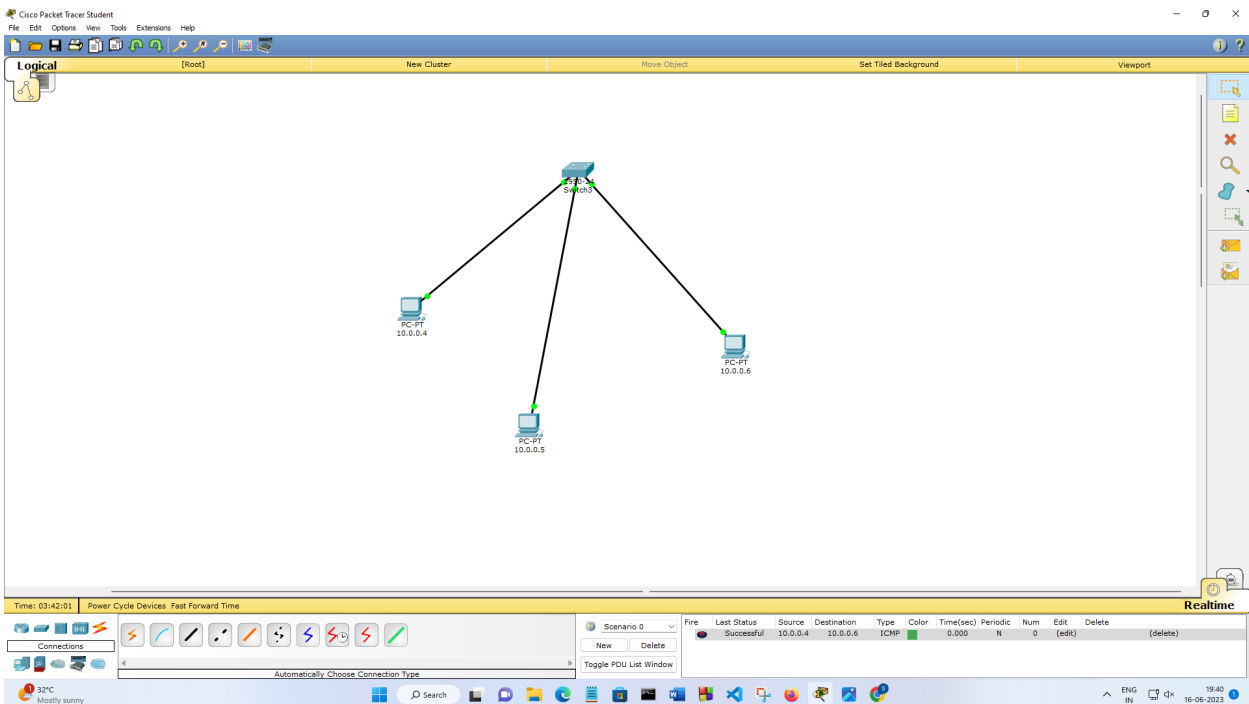 Cisco Packet Tracer Student
File Edit Options View Tools Extensions Help
Logical [Root] New Cluster Move Object Set Tiled Background Viewport
1950-24
Switch3
PC-PT
10.0.0.4
PC-PT
10.0.0.6
PC-PT
10.0.0.5
Time: 03:42:01 Power Cycle Devices Fast Forward Time Realtime
Connections
Automatically Choose Connection Type
Scenario 0
New Delete
Toggle PDU List Window
Fire Last Status Source Destination Type Color Time(sec) Periodic Num Edit Delete
Successful 10.0.0.4 10.0.0.6 ICMP 0.000 N 0 (edit) (delete)
1
32°C
Mostly sunny
Search
ENG
IN
19:40
16-06-2023
1